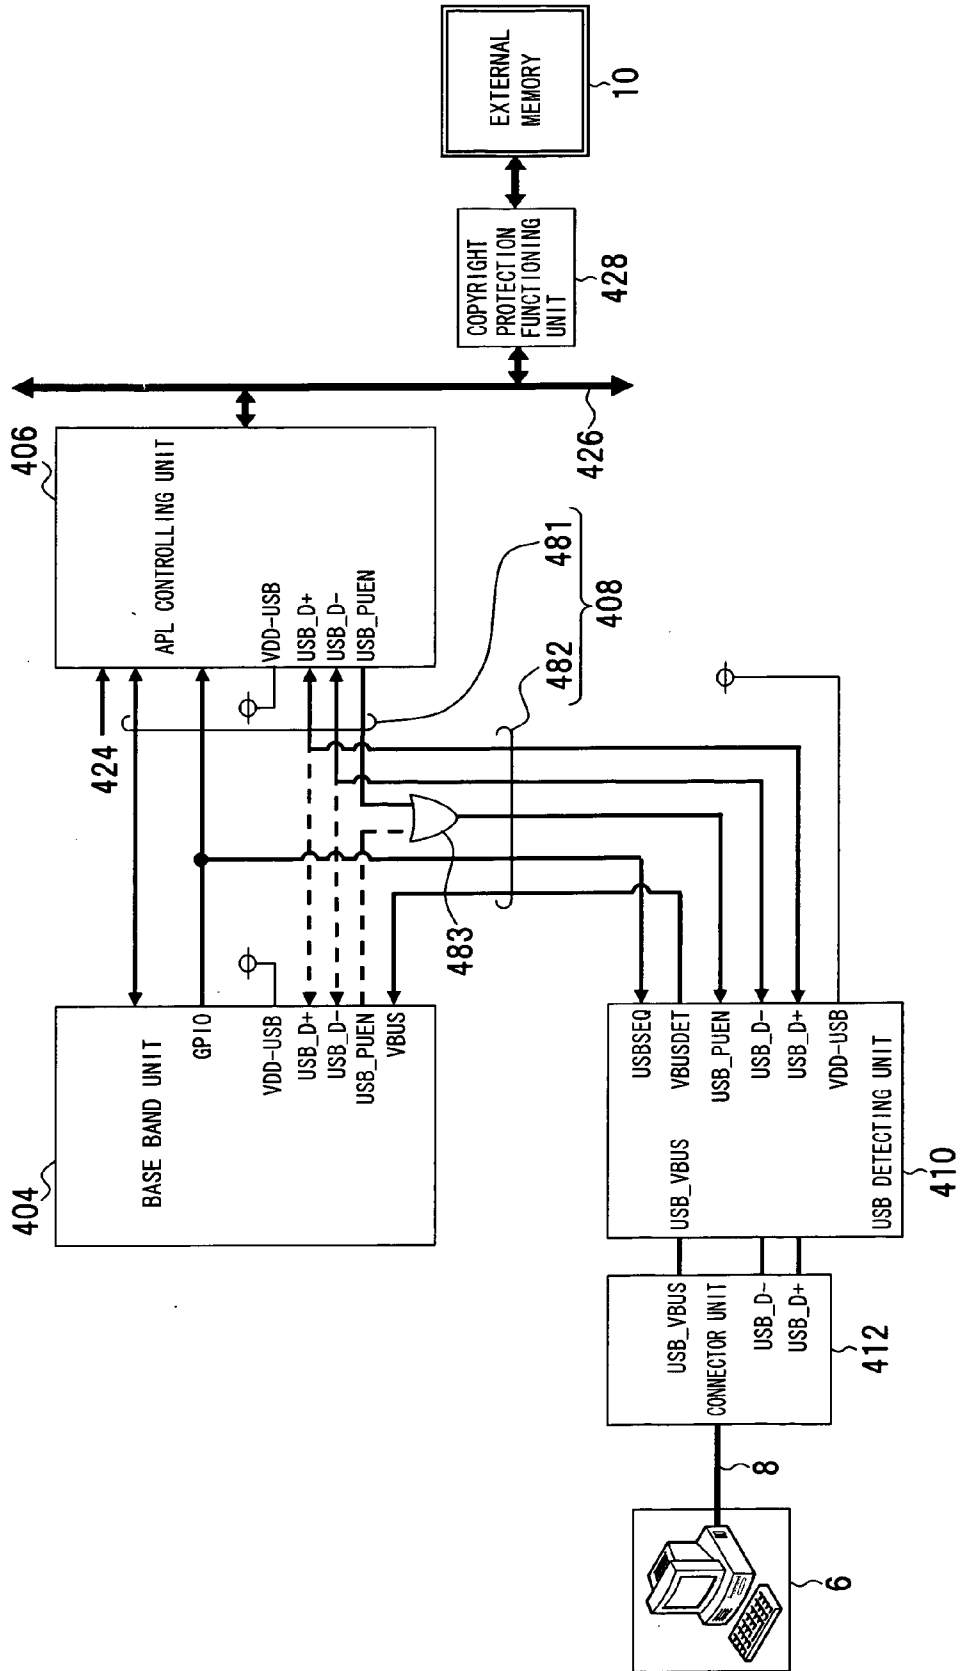 404
BASE BAND UNIT
GPIO
VDD-USB
USB_D+
USB_D-
USB_PUEN
VBUS
424
406
APL CONTROLLING UNIT
VDD-USB
USB_D+
USB_D-
USB_PUEN
483
482
481
408
426
COPYRIGHT
PROTECTION
FUNCTIONING
UNIT
428
EXTERNAL
MEMORY
10
6
8
USB_VBUS
CONNECTOR UNIT
USB_D-
USB_D+
412
USB_VBUS
USBSEQ
VBUSDET
USB_PUEN
USB_D-
USB_D+
VDD-USB
USB DETECTING UNIT
410